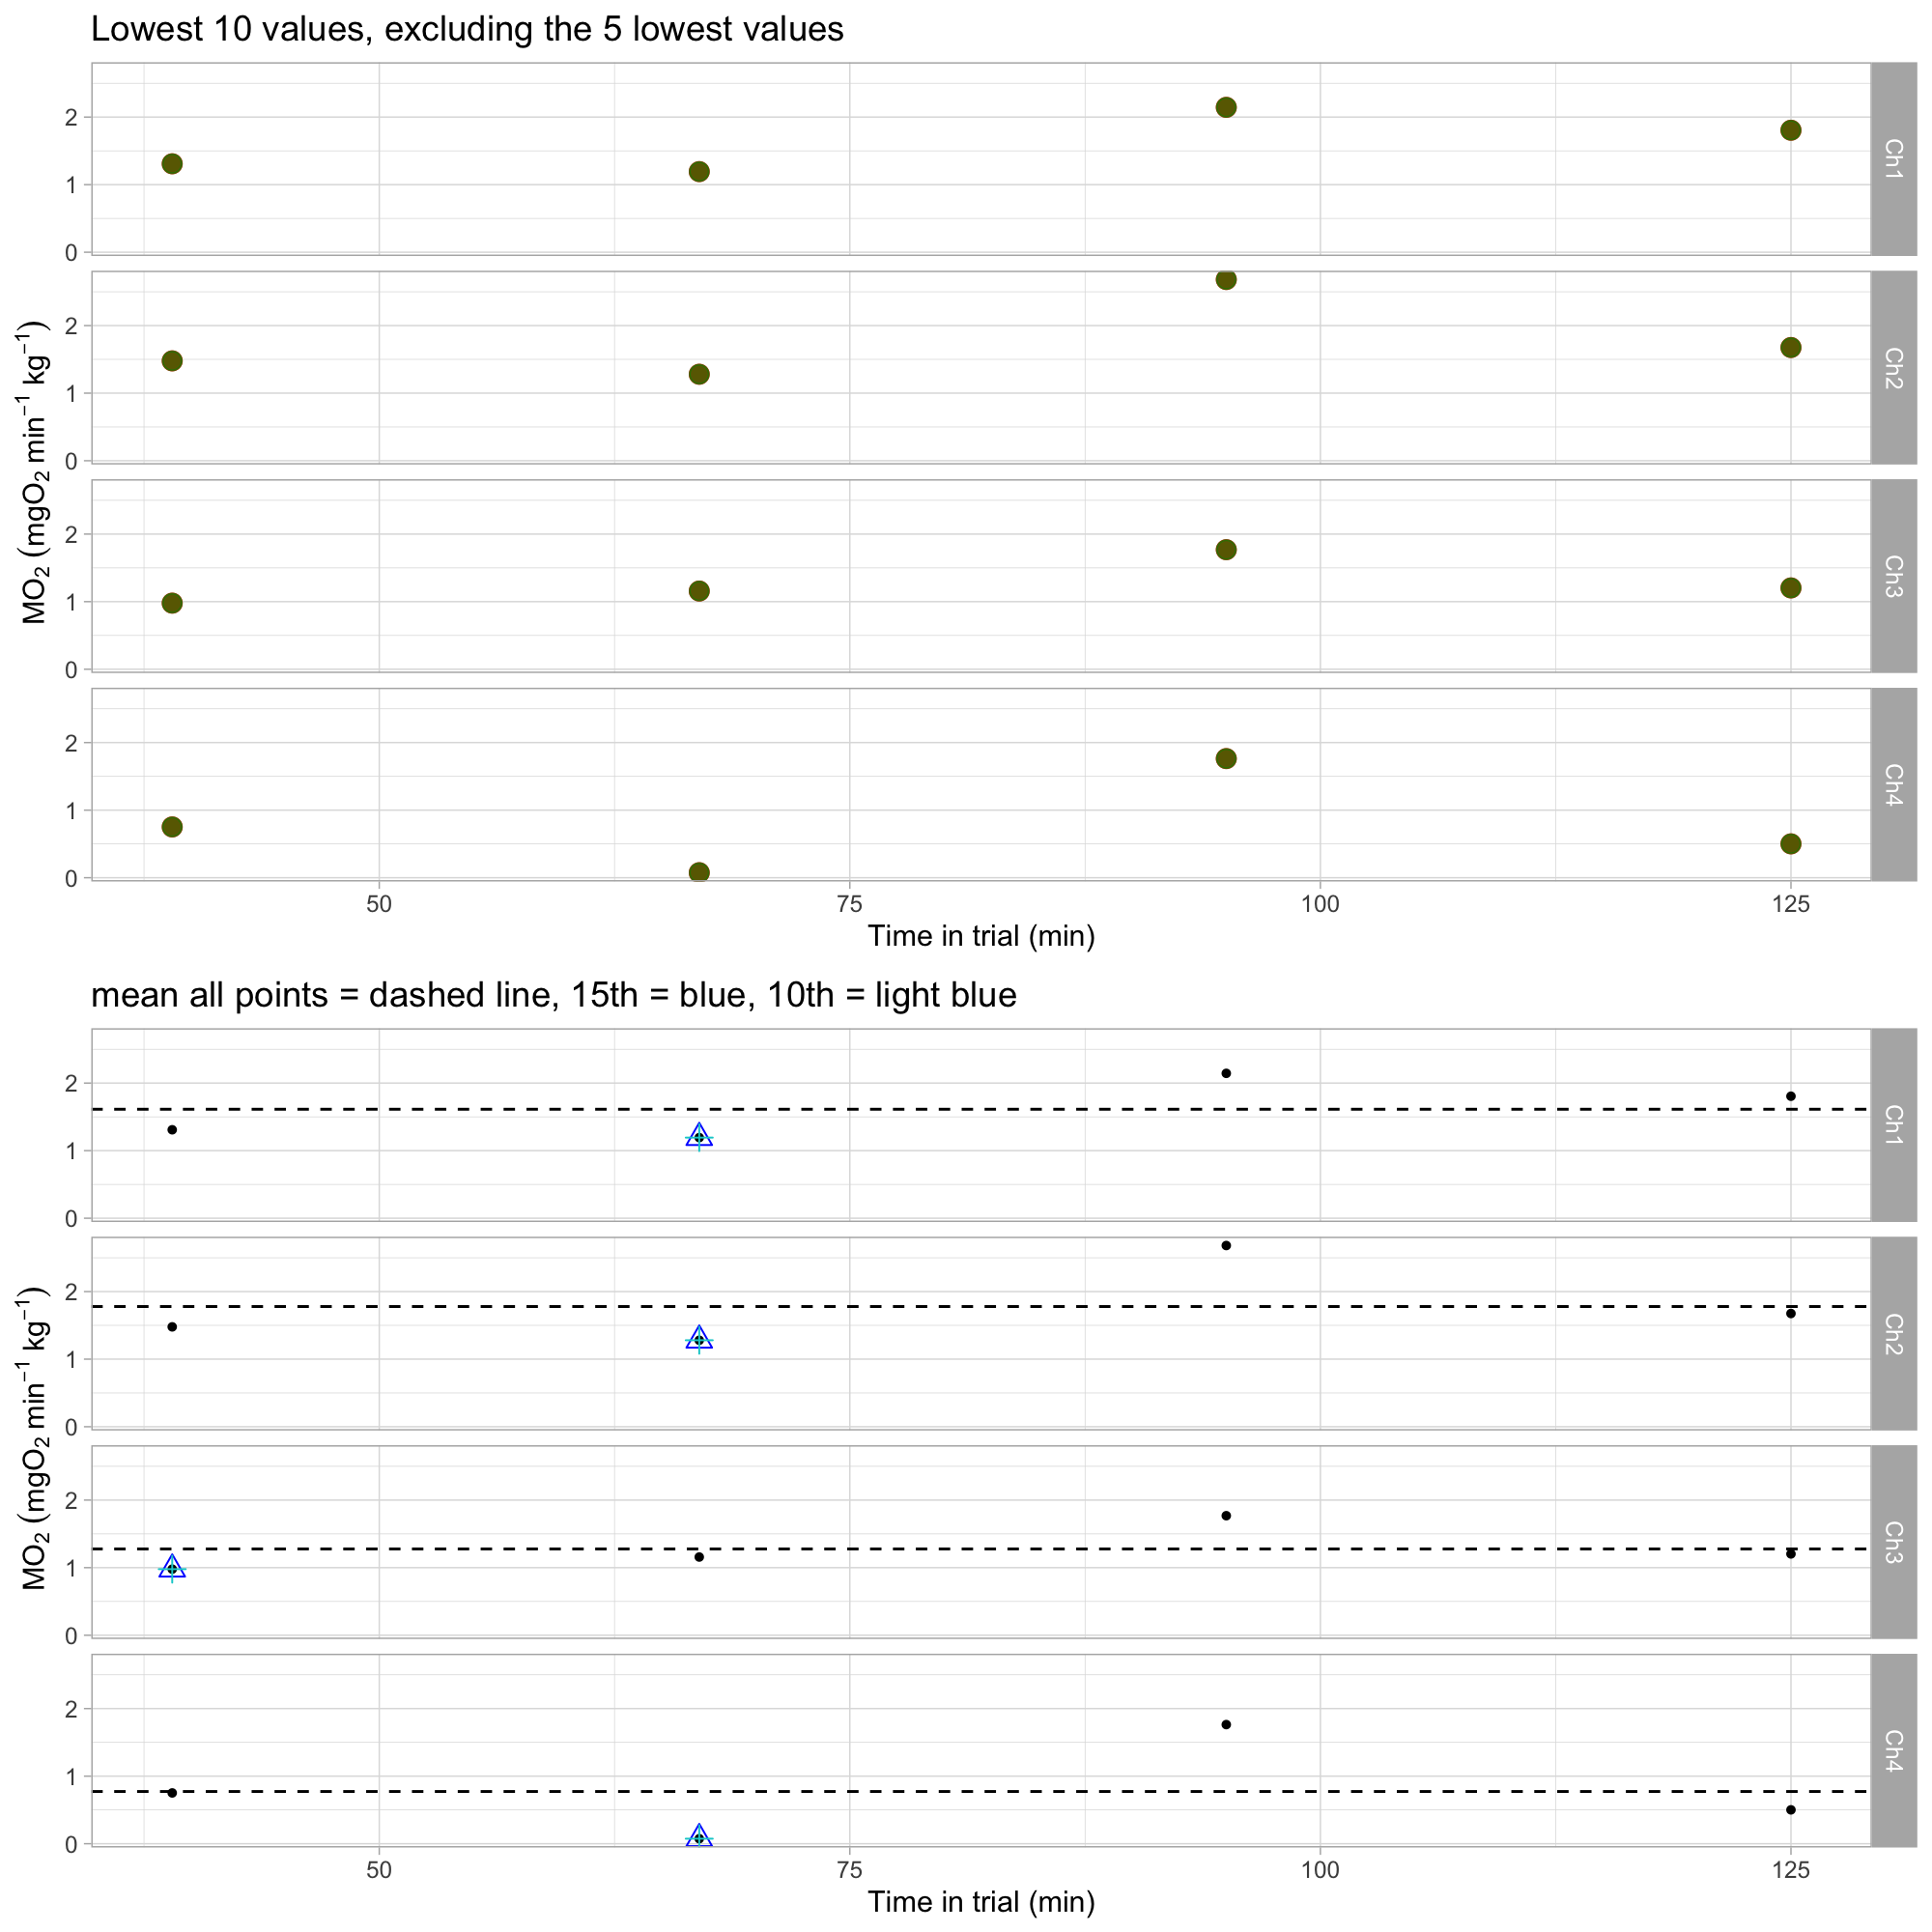 Lowest 10 values, excluding the 5 lowest values
MO₂ (mgO₂ min⁻¹ kg⁻¹)
2
1
0
Ch1
2
1
0
Ch2
2
1
0
Ch3
2
1
0
Ch4
50 75 100 125
Time in trial (min)
mean all points = dashed line, 15th = blue, 10th = light blue
MO₂ (mgO₂ min⁻¹ kg⁻¹)
2
1
0
Ch1
2
1
0
Ch2
2
1
0
Ch3
2
1
0
Ch4
50 75 100 125
Time in trial (min)